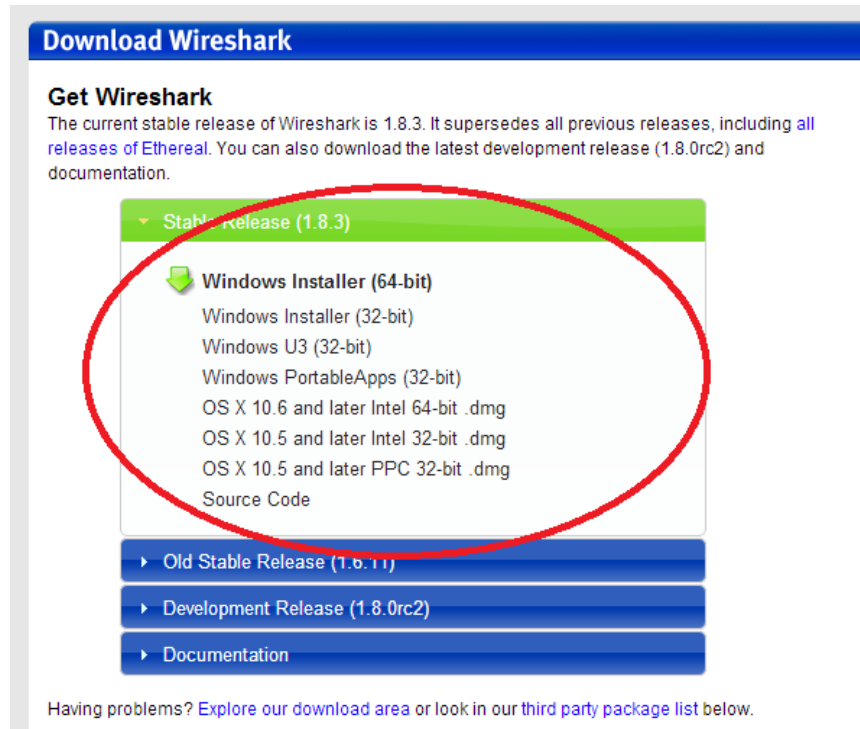 Download Wireshark
Get Wireshark
The current stable release of Wireshark is 1.8.3. It supersedes all previous releases, including all
releases of Ethereal. You can also download the latest development release (1.8.0rc2) and
documentation.
Stable Release (1.8.3)
Windows Installer (64-bit)
Windows Installer (32-bit)
Windows U3 (32-bit)
Windows PortableApps (32-bit)
OS X 10.6 and later Intel 64-bit .dmg
OS X 10.5 and later Intel 32-bit .dmg
OS X 10.5 and later PPC 32-bit .dmg
Source Code
Old Stable Release (1.6.11)
Development Release (1.8.0rc2)
Documentation
Having problems? Explore our download area or look in our third party package list below.